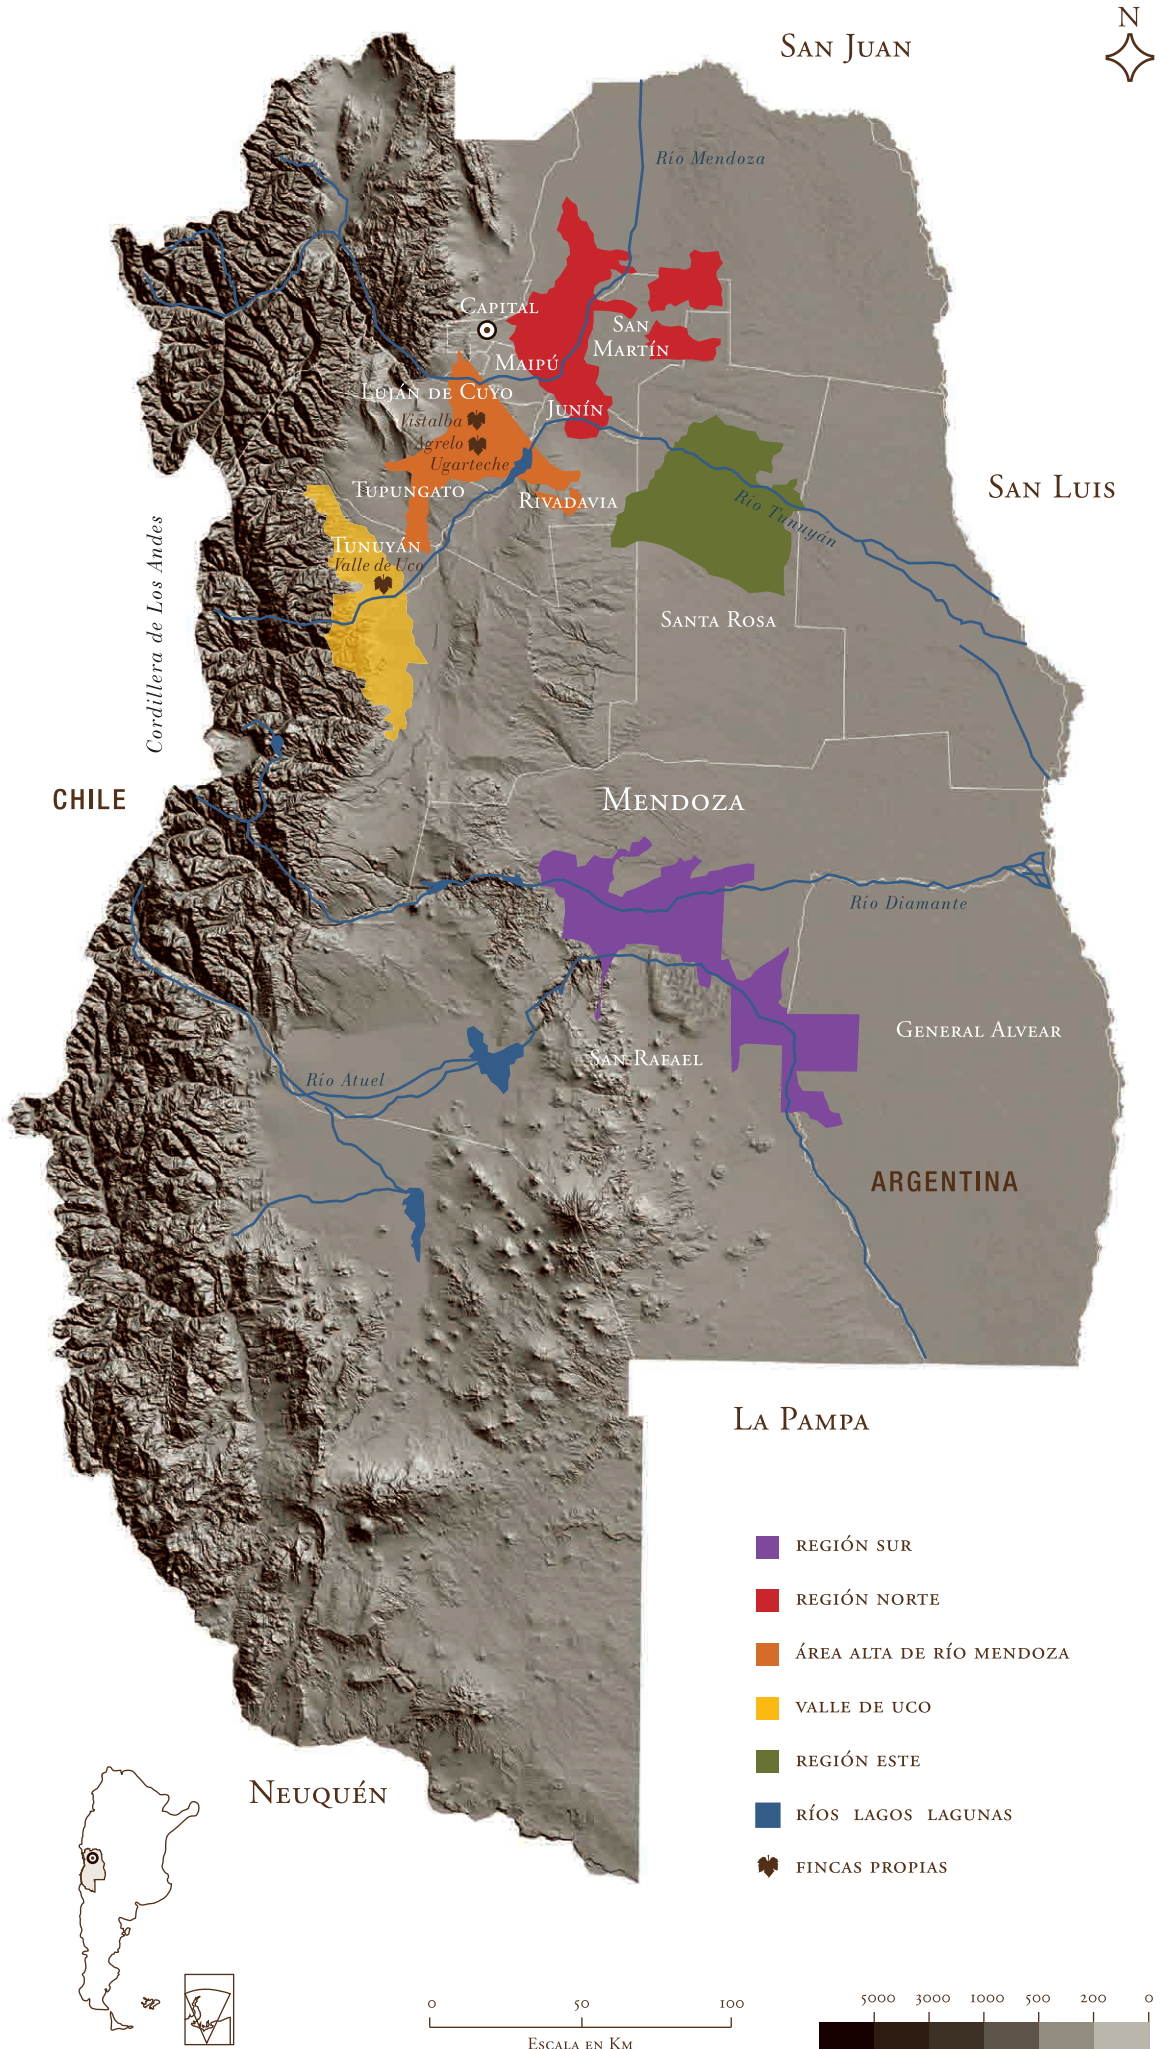 N
San Juan
Río Mendoza
Capital
San
Martín
Maipú
Luján de Cuyo
Junín
Vistalba
Agrelo
Ugarteche
Tupungato
Rivadavia
San Luis
Río Tunuyán
Tunuyán
Valle de Uco
Cordillera de Los Andes
Santa Rosa
CHILE
Mendoza
Río Diamante
General Alvear
San Rafael
Río Atuel
ARGENTINA
La Pampa
REGIÓN SUR
REGIÓN NORTE
ÁREA ALTA DE RÍO MENDOZA
VALLE DE UCO
REGIÓN ESTE
RÍOS LAGOS LAGUNAS
FINCAS PROPIAS
Neuquén
0 50 100
Escala en Km
5000 3000 1000 500 200 0